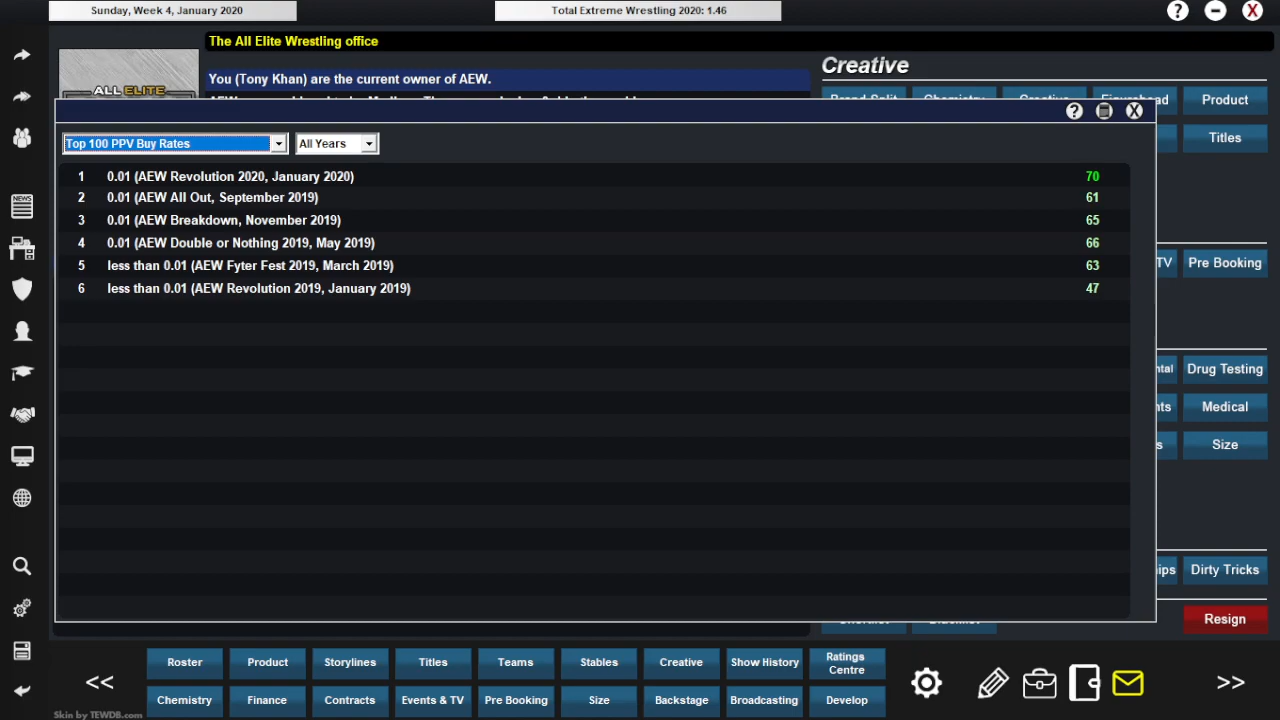 Sunday, Week 4, January 2020
Total Extreme Wrestling 2020: 1.46
The All Elite Wrestling office
ALL ELITE
You (Tony Khan) are the current owner of AEW.
Creative
Product
Titles
Top 100 PPV Buy Rates
All Years
1 0.01 (AEW Revolution 2020, January 2020) 70
2 0.01 (AEW All Out, September 2019) 61
3 0.01 (AEW Breakdown, November 2019) 65
4 0.01 (AEW Double or Nothing 2019, May 2019) 66
5 less than 0.01 (AEW Fyter Fest 2019, March 2019) 63
6 less than 0.01 (AEW Revolution 2019, January 2019) 47
TV
Pre Booking
ntal
Drug Testing
nts
Medical
s
Size
ips
Dirty Tricks
Resign
NEWS
<<
Roster
Product
Storylines
Titles
Teams
Stables
Creative
Show History
Ratings Centre
>>
Chemistry
Finance
Contracts
Events & TV
Pre Booking
Size
Backstage
Broadcasting
Develop
Skin by TEWDB.com